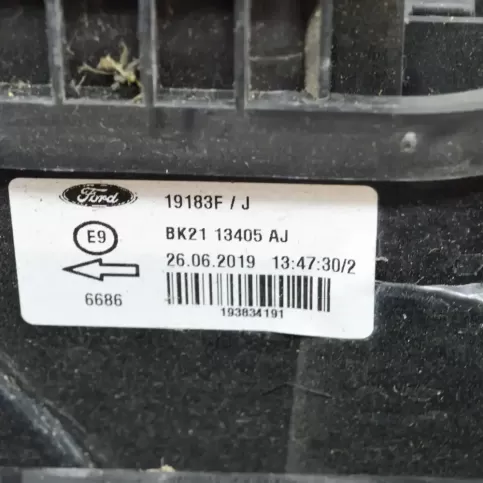 Ford
19183F / J
E9
BK21 13405 AJ
26.06.2019 13:47:30/2
6686
193834191